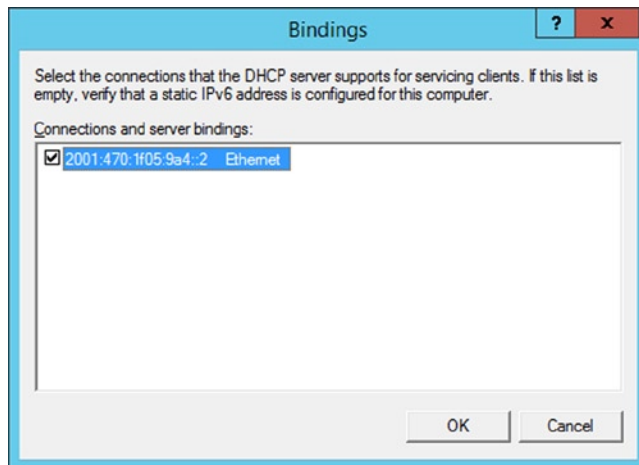 Bindings
? x
Select the connections that the DHCP server supports for servicing clients. If this list is
empty, verify that a static IPv6 address is configured for this computer.
Connections and server bindings:
2001:470:1f05:9a4::2 Ethernet
OK Cancel